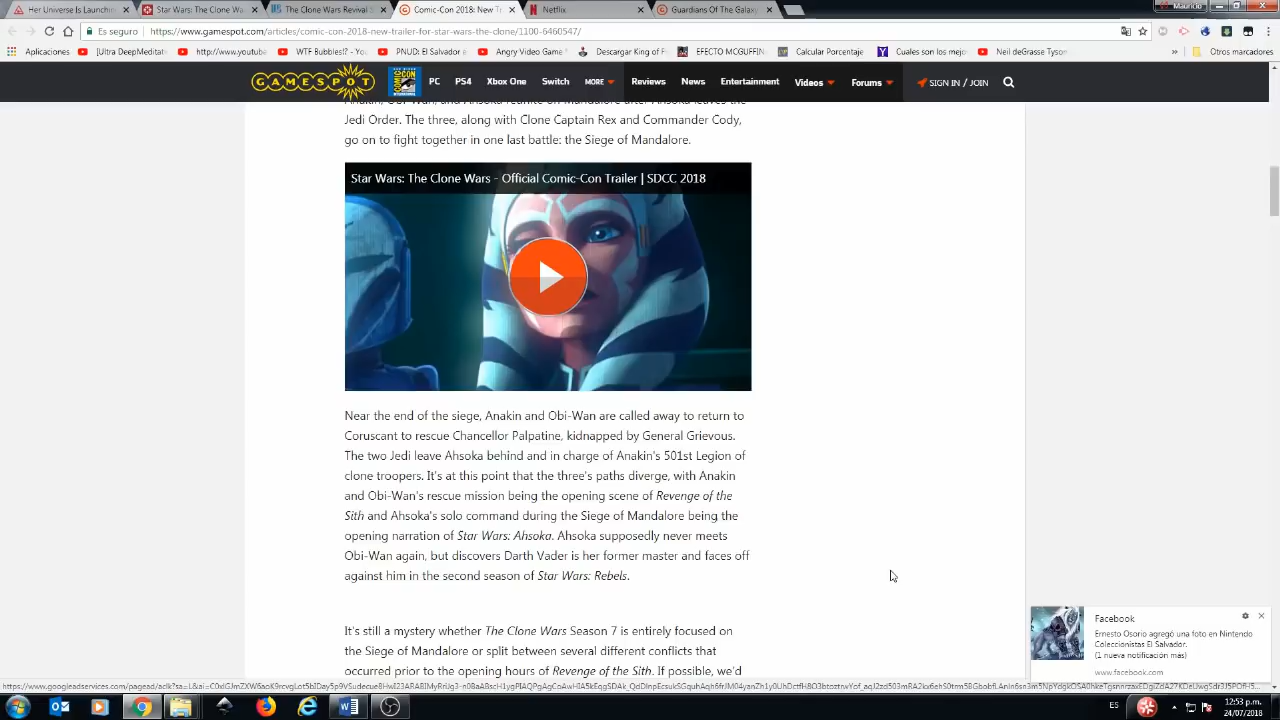 Mauricio
Her Universe Is Launchin
Star Wars: The Clone Wa
The Clone Wars Revival S
Comic-Con 2018: New T
Netflix
Guardians Of The Galaxy
Es seguro
https://www.gamespot.com/articles/comic-con-2018-new-trailer-for-star-wars-the-clone/1100-6460547/
Aplicaciones
[Ultra DeepMeditat
http://www.youtube
WTF Bubbles!? - You
PNUD: El Salvador e
Angry Video Game
Descargar King of F
EFECTO MCGUFFIN
Calcular Porcentaje
Cuales son los mejo
Neil deGrasse Tyson
»
Otros marcadores
GAMESPOT
COMIC CON
PC
PS4
Xbox One
Switch
MORE
Reviews
News
Entertainment
Videos
Forums
SIGN IN / JOIN
Anakin, Obi-Wan, and Ahsoka reunite on Mandalore after Ahsoka leaves the
Jedi Order. The three, along with Clone Captain Rex and Commander Cody,
go on to fight together in one last battle: the Siege of Mandalore.
Star Wars: The Clone Wars - Official Comic-Con Trailer | SDCC 2018
Near the end of the siege, Anakin and Obi-Wan are called away to return to
Coruscant to rescue Chancellor Palpatine, kidnapped by General Grievous.
The two Jedi leave Ahsoka behind and in charge of Anakin's 501st Legion of
clone troopers. It's at this point that the three's paths diverge, with Anakin
and Obi-Wan's rescue mission being the opening scene of Revenge of the
Sith and Ahsoka's solo command during the Siege of Mandalore being the
opening narration of Star Wars: Ahsoka. Ahsoka supposedly never meets
Obi-Wan again, but discovers Darth Vader is her former master and faces off
against him in the second season of Star Wars: Rebels.
It's still a mystery whether The Clone Wars Season 7 is entirely focused on
the Siege of Mandalore or split between several different conflicts that
occurred prior to the opening hours of Revenge of the Sith. If possible, we'd
Facebook
Ernesto Osorio agregó una foto en Nintendo
Coleccionistas El Salvador.
(1 nueva notificación más)
www.facebook.com
ES
12:53 p.m.
24/07/2018